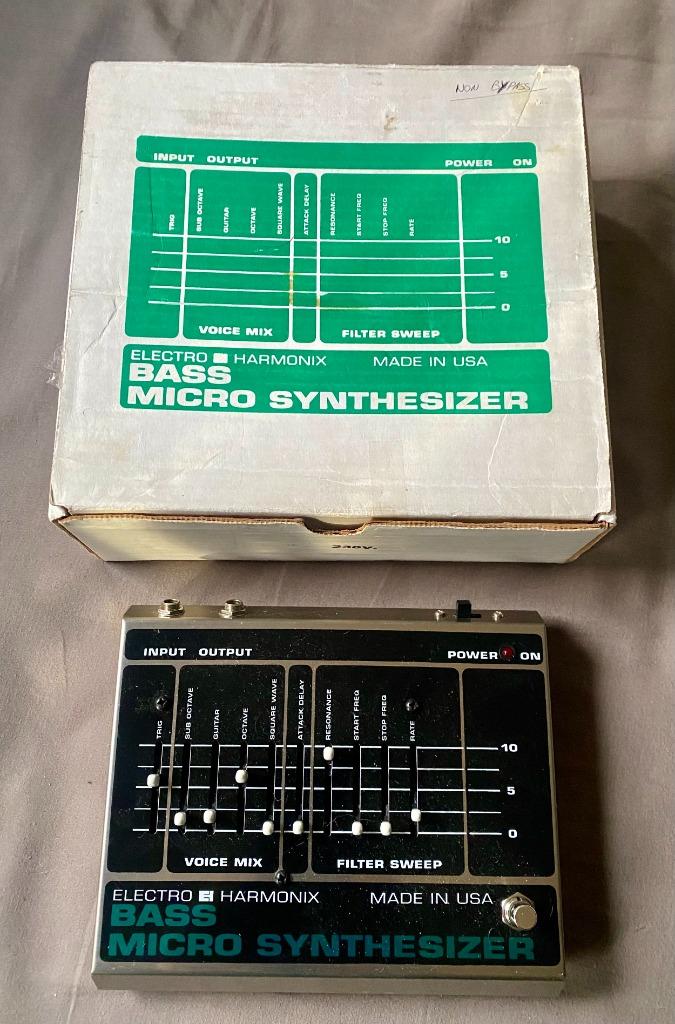 NON BYPASS
INPUT OUTPUT POWER ON
TRIG SUB OCTAVE GUITAR OCTAVE SQUARE WAVE ATTACK DELAY RESONANCE START FREQ STOP FREQ RATE
10
5
0
VOICE MIX FILTER SWEEP
ELECTRO HARMONIX MADE IN USA
BASS
MICRO SYNTHESIZER
240V.
INPUT OUTPUT POWER ON
TRIG SUB OCTAVE GUITAR OCTAVE SQUARE WAVE ATTACK DELAY RESONANCE START FREQ STOP FREQ RATE
10
5
0
VOICE MIX FILTER SWEEP
ELECTRO EH HARMONIX MADE IN USA
BASS
MICRO SYNTHESIZER